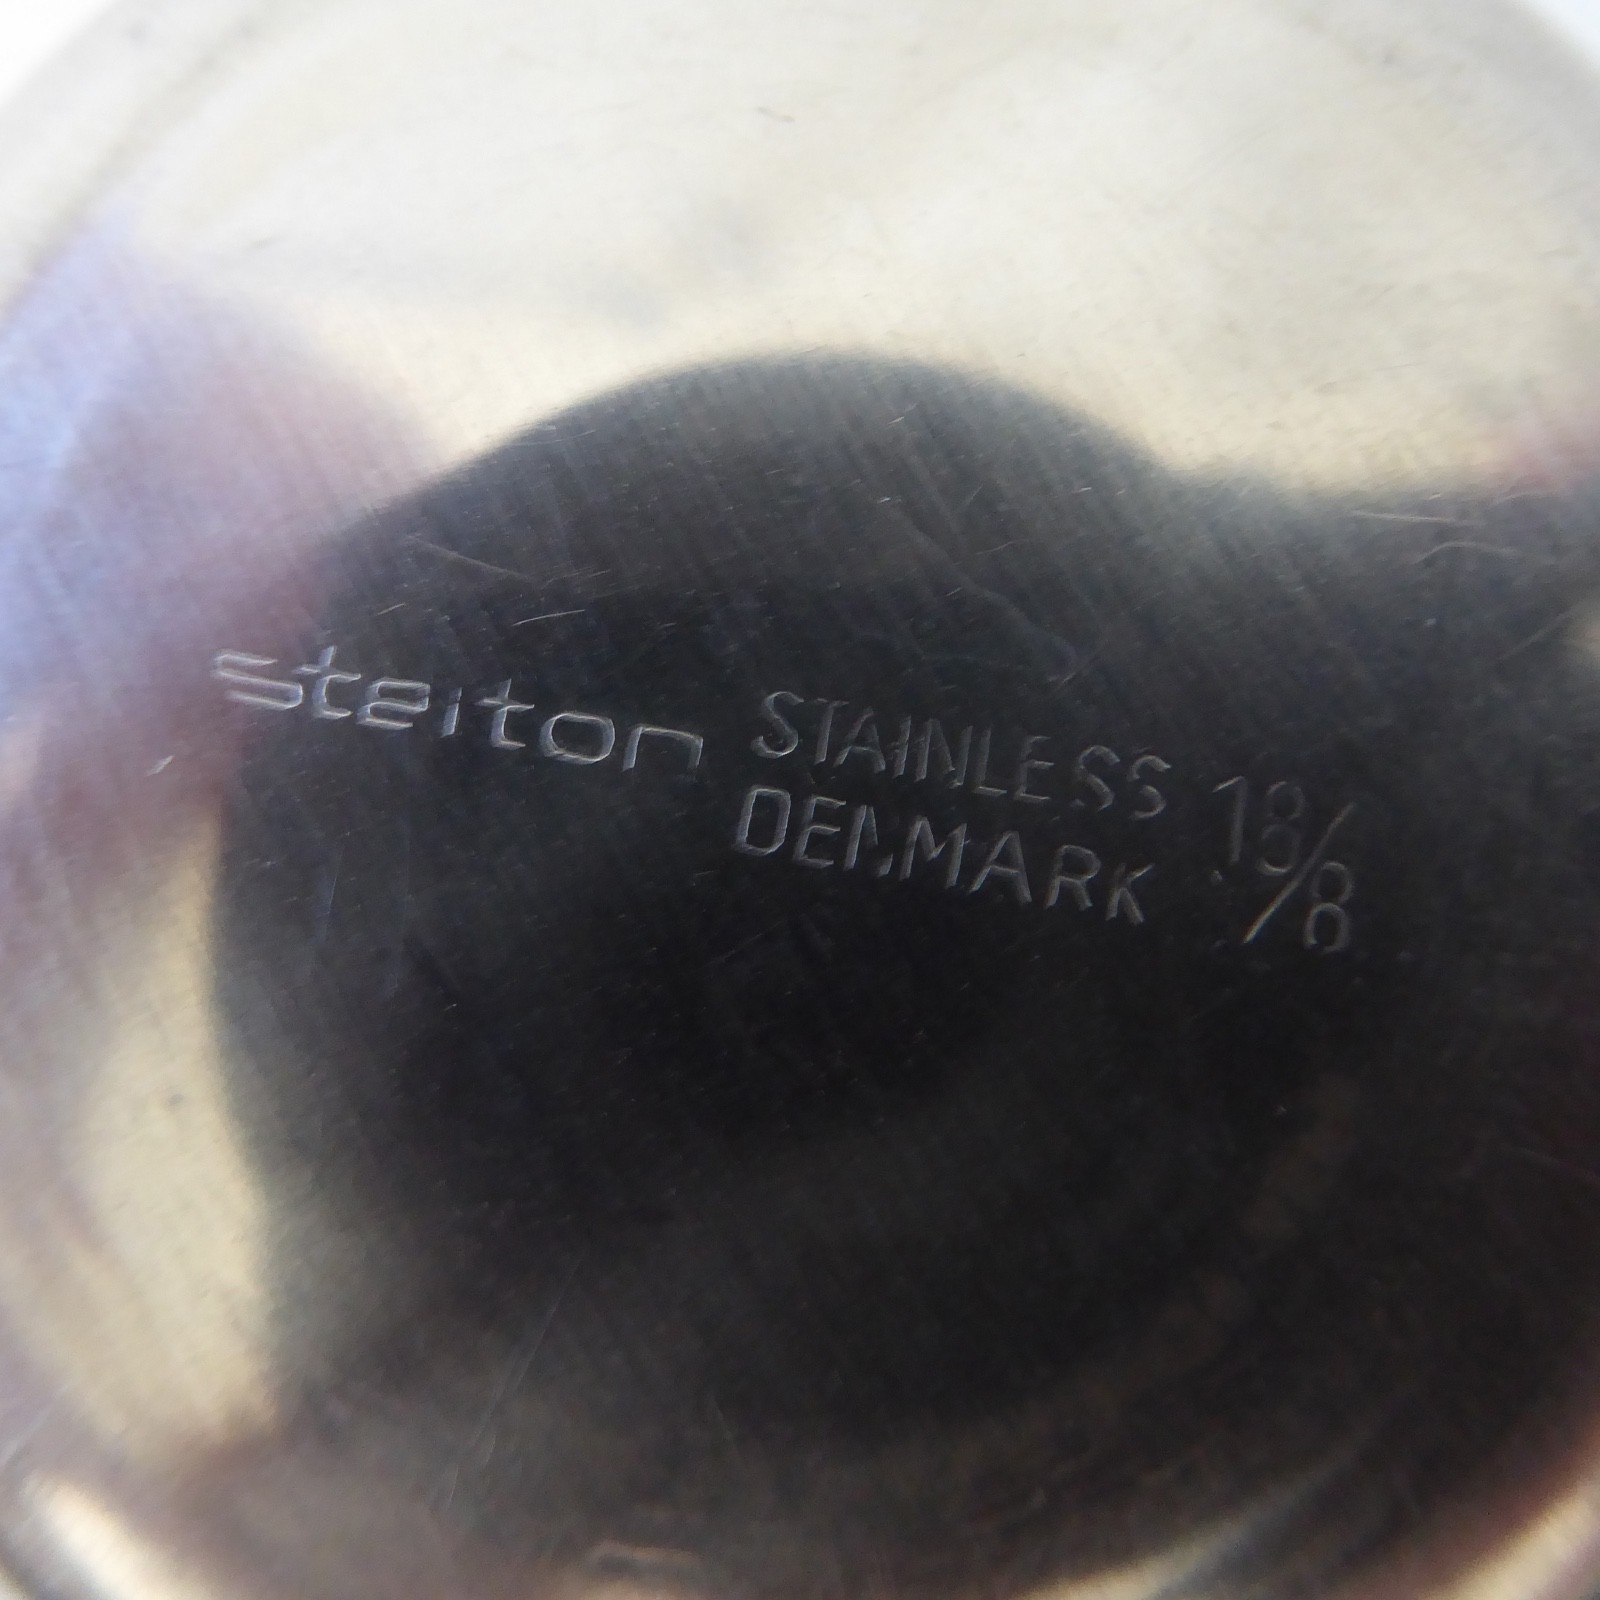 steiton STAINLESS 18/8
DENMARK